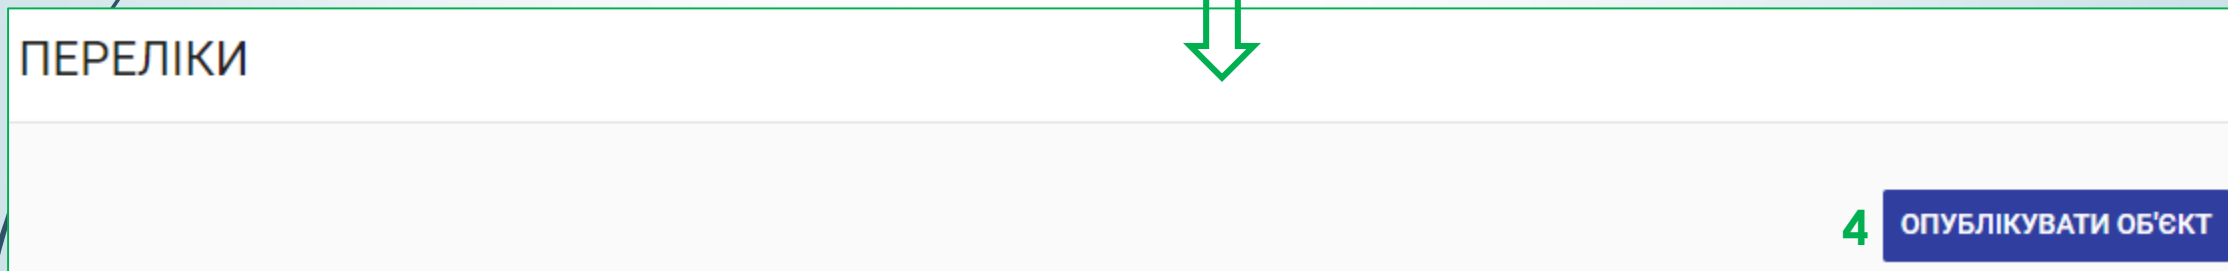 ПЕРЕЛІКИ
4 ОПУБЛІКУВАТИ ОБ'ЄКТ